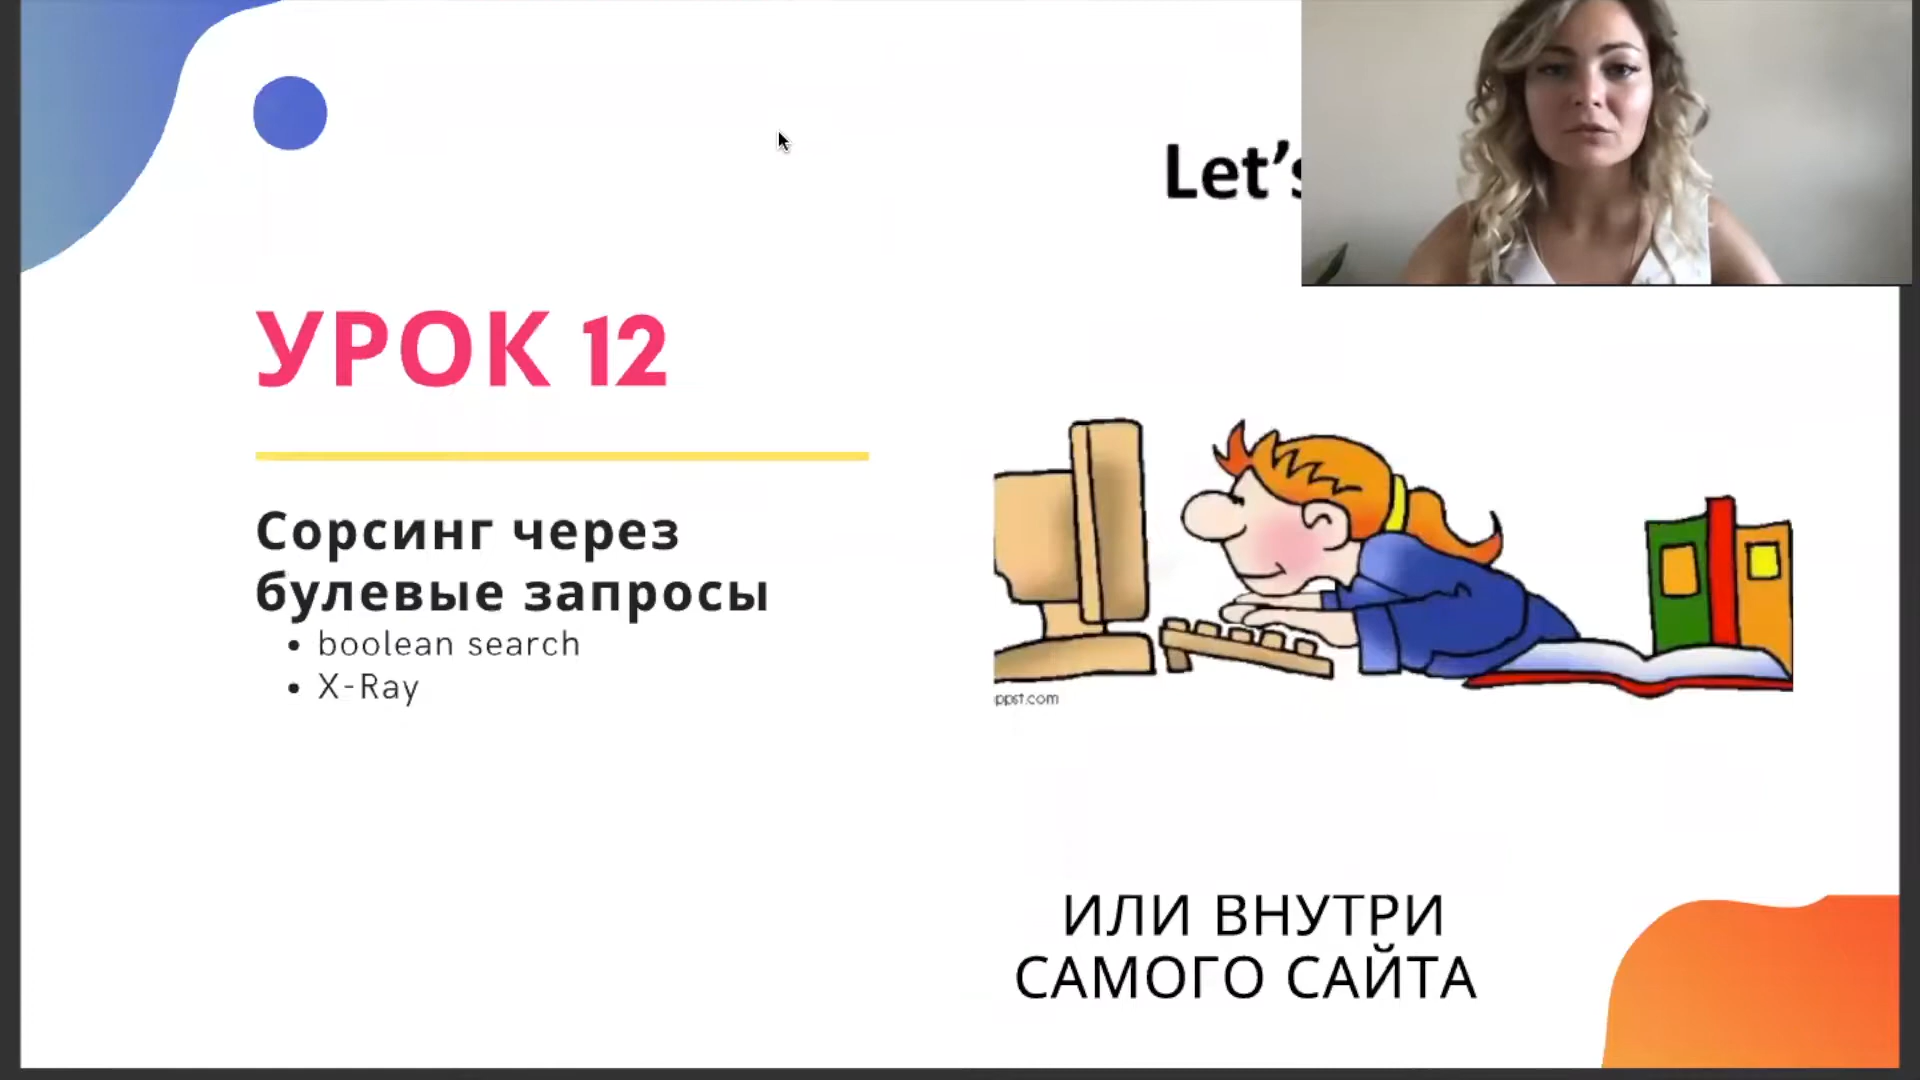 Let's
УРОК 12
Сорсинг через
булевые запросы
• boolean search
• X-Ray
ppst.com
ИЛИ ВНУТРИ
САМОГО САЙТА